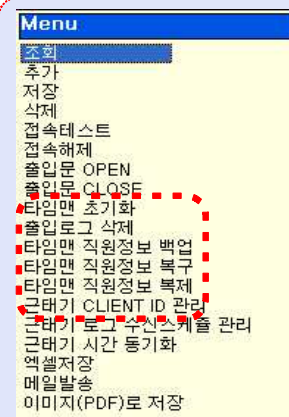 Menu
조회
추가
저장
삭제
접속테스트
접속해제
출입문 OPEN
출입문 CLOSE
타임맨 초기화
출입로그 삭제
타임맨 직원정보 백업
타임맨 직원정보 복구
타임맨 직원정보 복제
근태기 CLIENT ID 관리
근태기 로그 수신스케쥴 관리
근태기 시간 동기화
엑셀저장
메일발송
이미지(PDF)로 저장